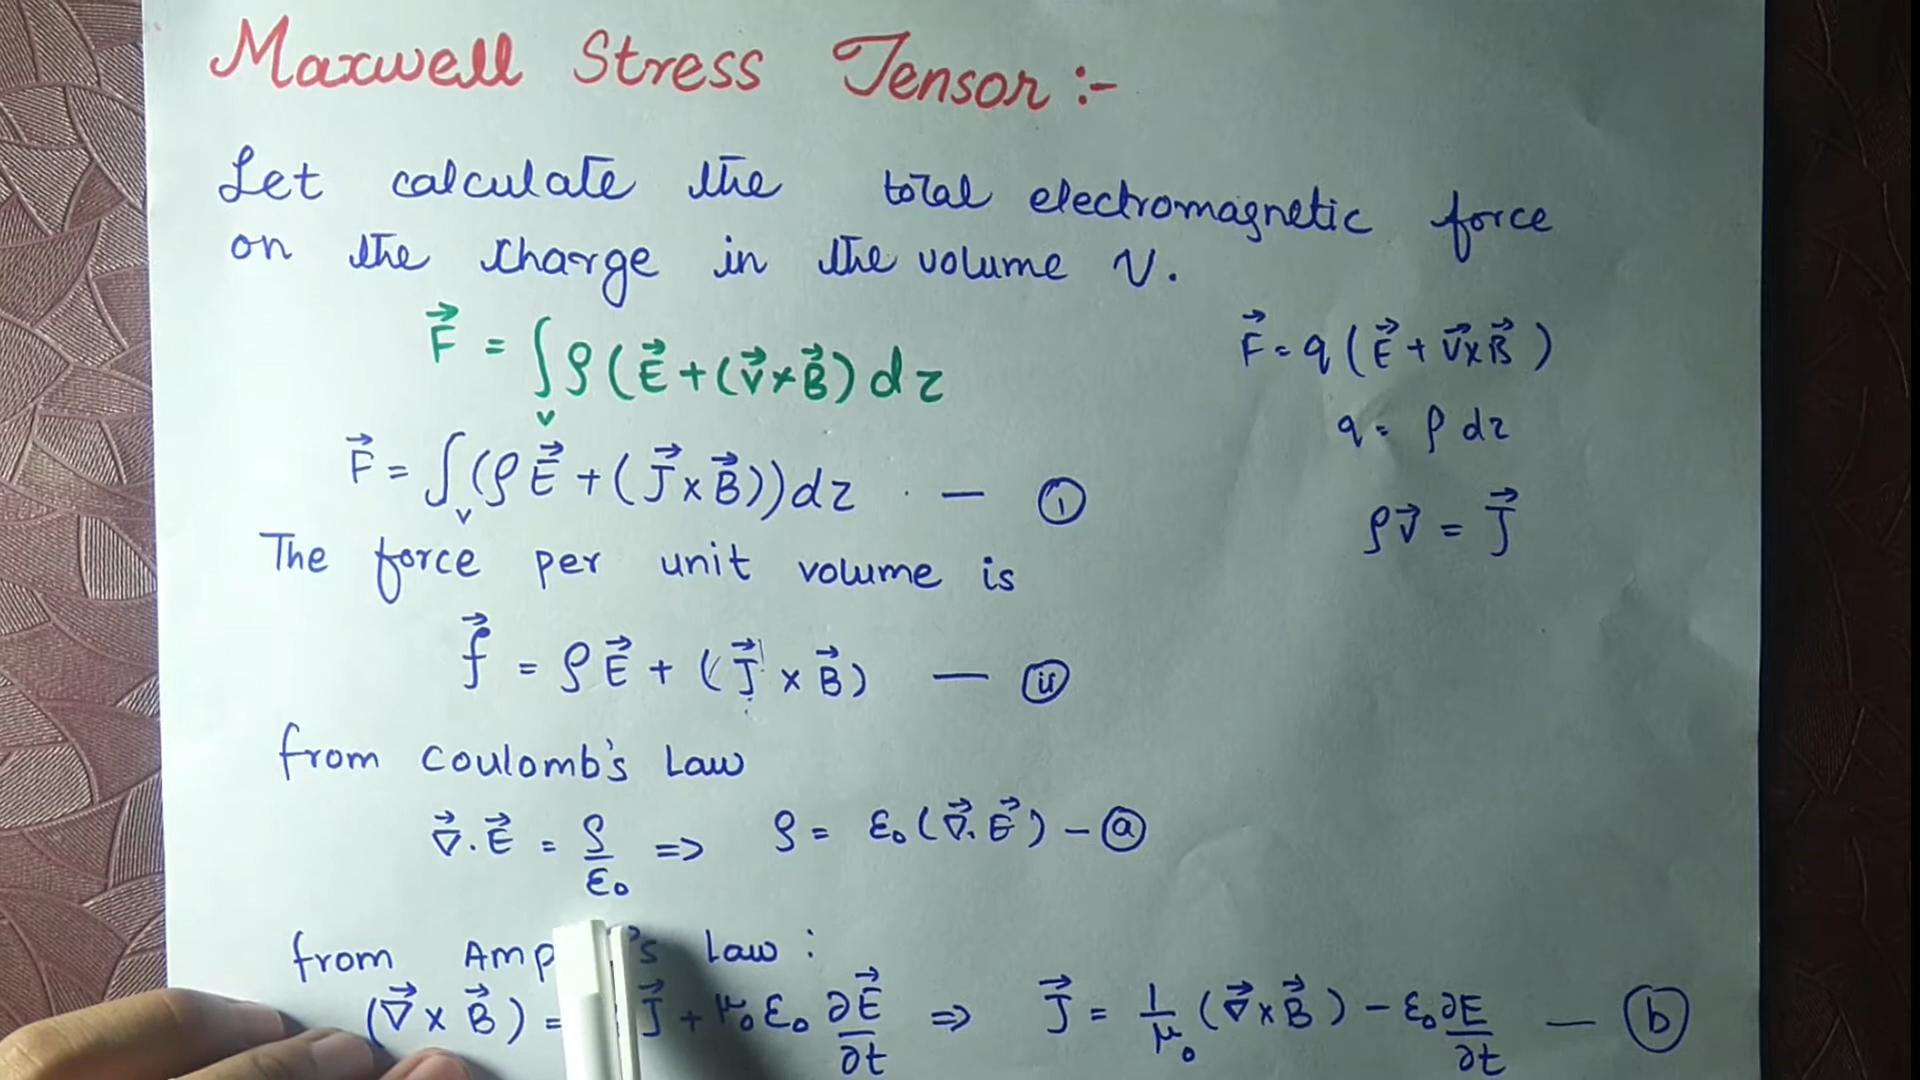 Maxwell Stress Tensor :-
Let calculate the total electromagnetic force
on the charge in the volume V.
F⃗ = ∫ᵥ ρ(E⃗ + (v⃗ × B⃗) dτ
F⃗ = q (E⃗ + v⃗ × B⃗)
q = ρ dτ
F⃗ = ∫ᵥ (ρE⃗ + (J⃗ × B⃗)) dτ — (i)
ρv⃗ = J⃗
The force per unit volume is
f⃗ = ρE⃗ + (J⃗ × B⃗) — (ii)
from Coulomb's Law
∇⃗.E⃗ = ρ/ε₀ => ρ = ε₀(∇⃗.E⃗) - (a)
from Law :
(∇⃗ × B⃗) = J⃗ + μ₀ε₀ ∂E⃗/∂t => J⃗ = 1/μ₀ (∇⃗ × B⃗) - ε₀∂E/∂t — (b)